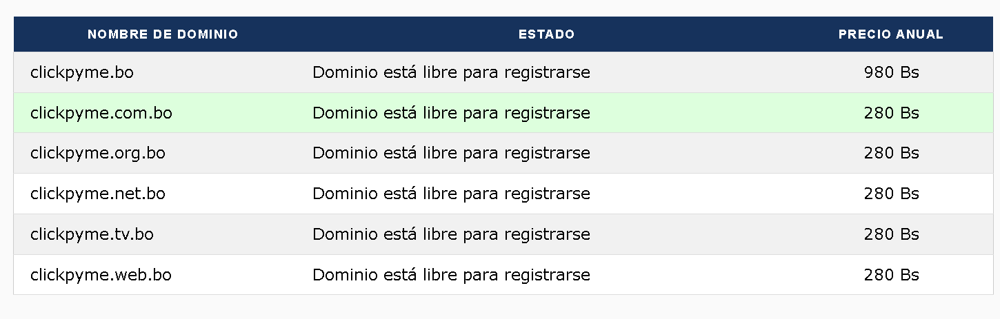 NOMBRE DE DOMINIO ESTADO PRECIO ANUAL
clickpyme.bo Dominio está libre para registrarse 980 Bs
clickpyme.com.bo Dominio está libre para registrarse 280 Bs
clickpyme.org.bo Dominio está libre para registrarse 280 Bs
clickpyme.net.bo Dominio está libre para registrarse 280 Bs
clickpyme.tv.bo Dominio está libre para registrarse 280 Bs
clickpyme.web.bo Dominio está libre para registrarse 280 Bs